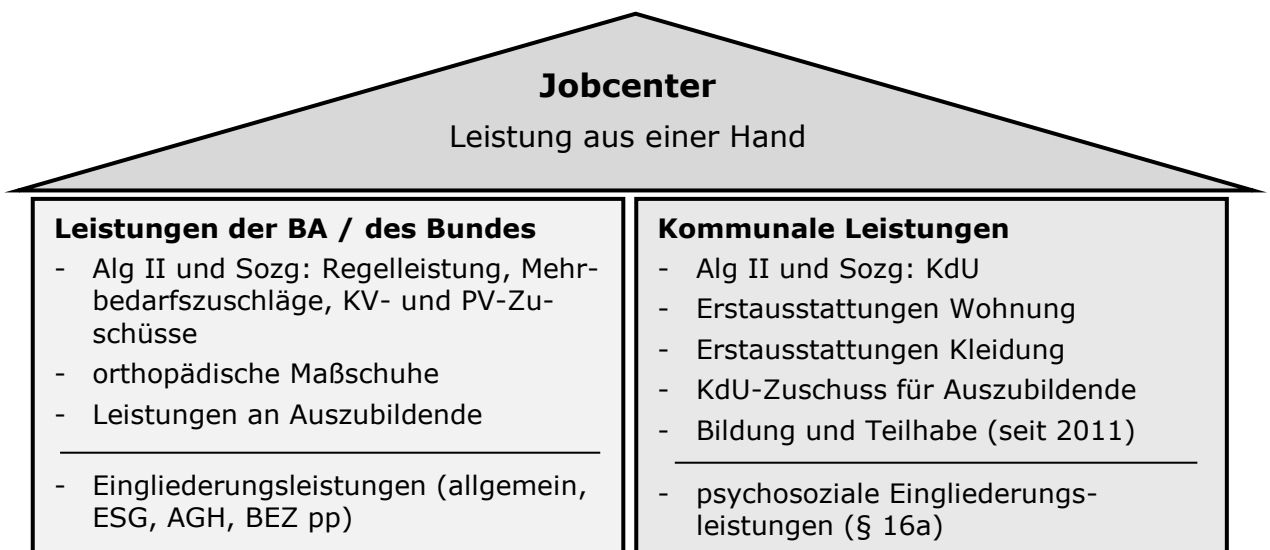 Jobcenter
Leistung aus einer Hand
Leistungen der BA / des Bundes
- Alg II und Sozg: Regelleistung, Mehr-
bedarfszuschläge, KV- und PV-Zu-
schüsse
- orthopädische Maßschuhe
- Leistungen an Auszubildende
- Eingliederungsleistungen (allgemein,
ESG, AGH, BEZ pp)
Kommunale Leistungen
- Alg II und Sozg: KdU
- Erstausstattungen Wohnung
- Erstausstattungen Kleidung
- KdU-Zuschuss für Auszubildende
- Bildung und Teilhabe (seit 2011)
- psychosoziale Eingliederungs-
leistungen (§ 16a)